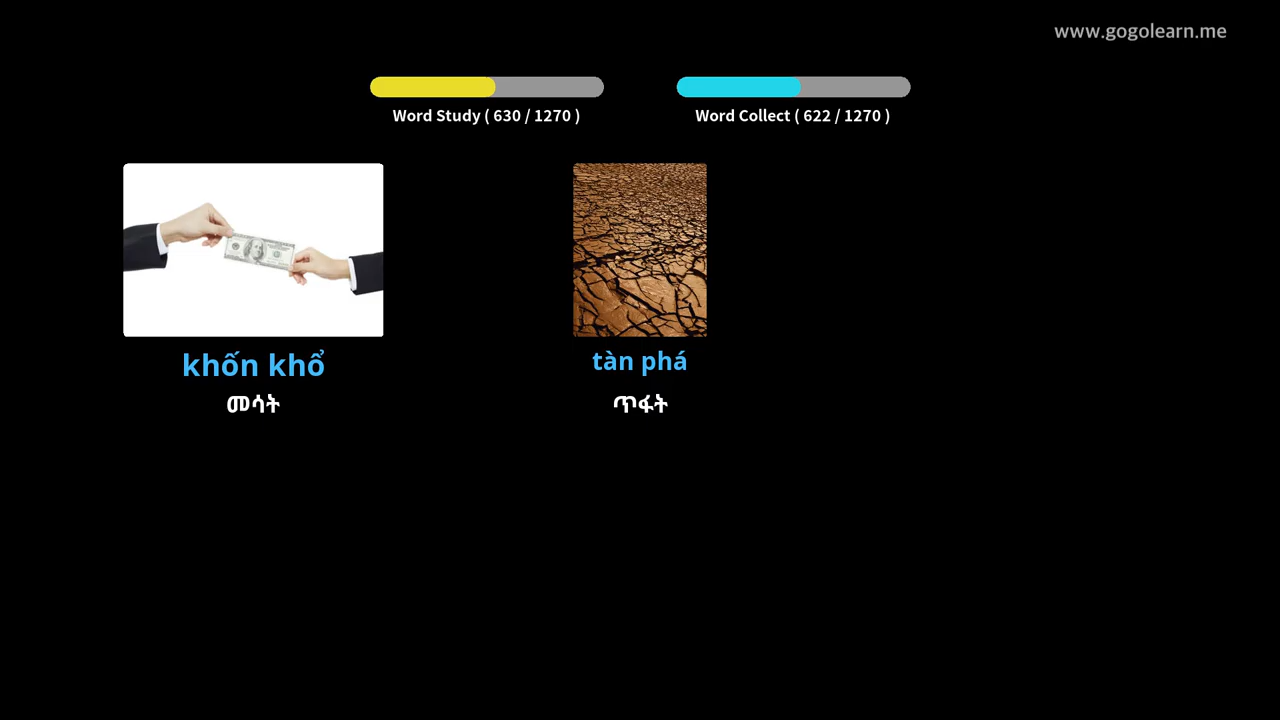 www.gogolearn.me
Word Study ( 630 / 1270 )
Word Collect ( 622 / 1270 )
khốn khổ
መሳት
tàn phá
ጥፋት